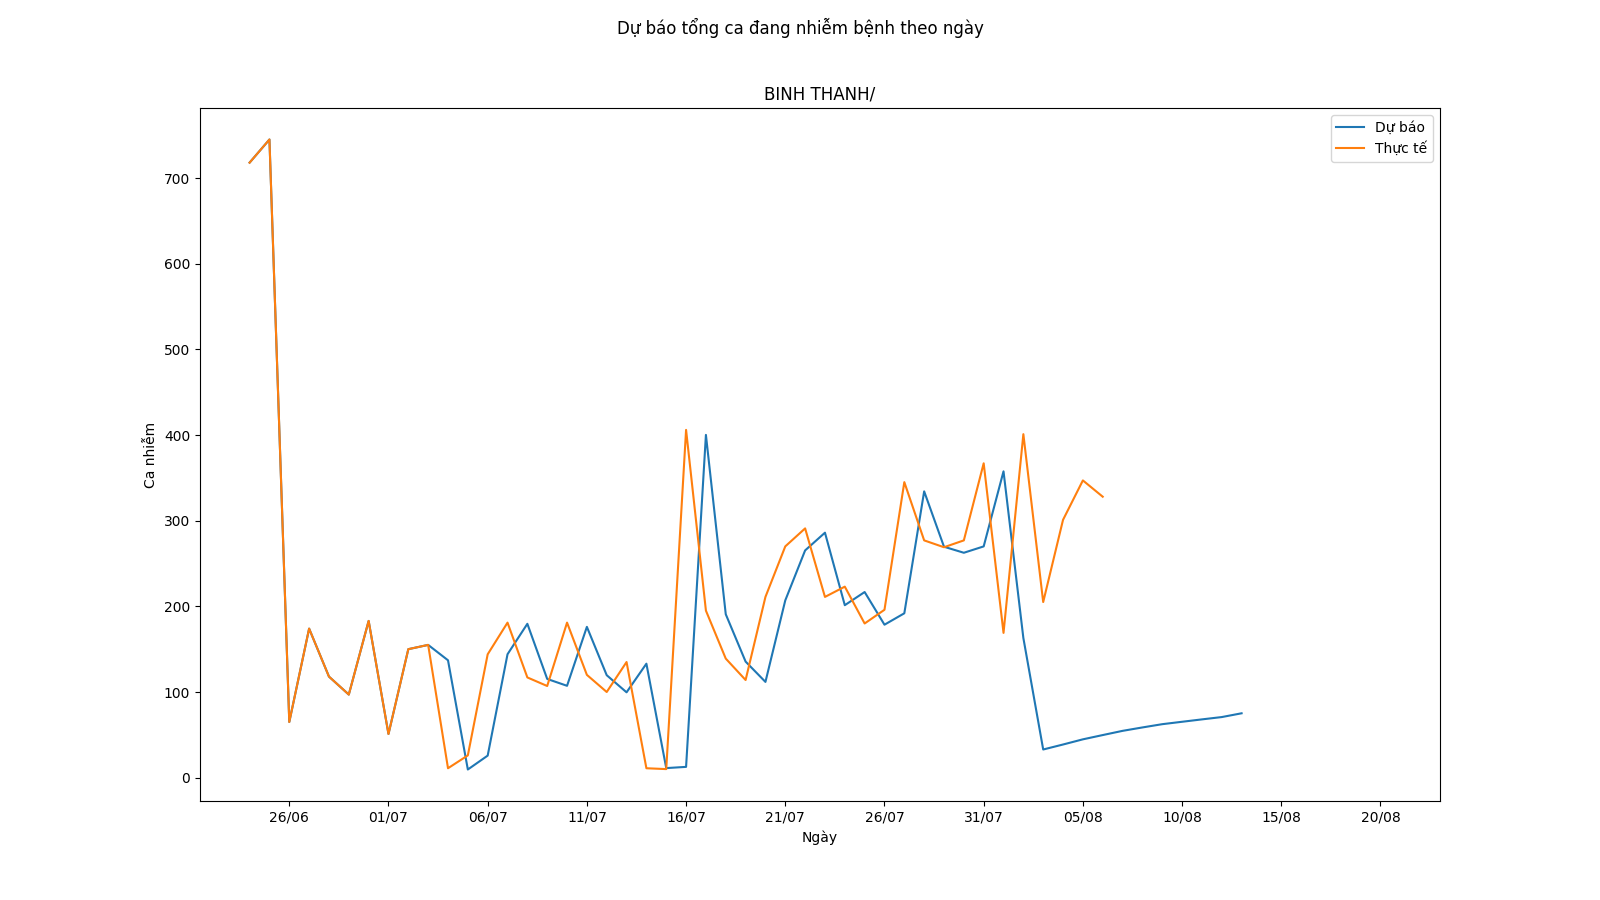 Dự báo tổng ca đang nhiễm bệnh theo ngày
BINH THANH/
Dự báo
Thực tế
700
600
500
400
300
200
100
0
Ca nhiễm
26/06 01/07 06/07 11/07 16/07 21/07 26/07 31/07 05/08 10/08 15/08 20/08
Ngày